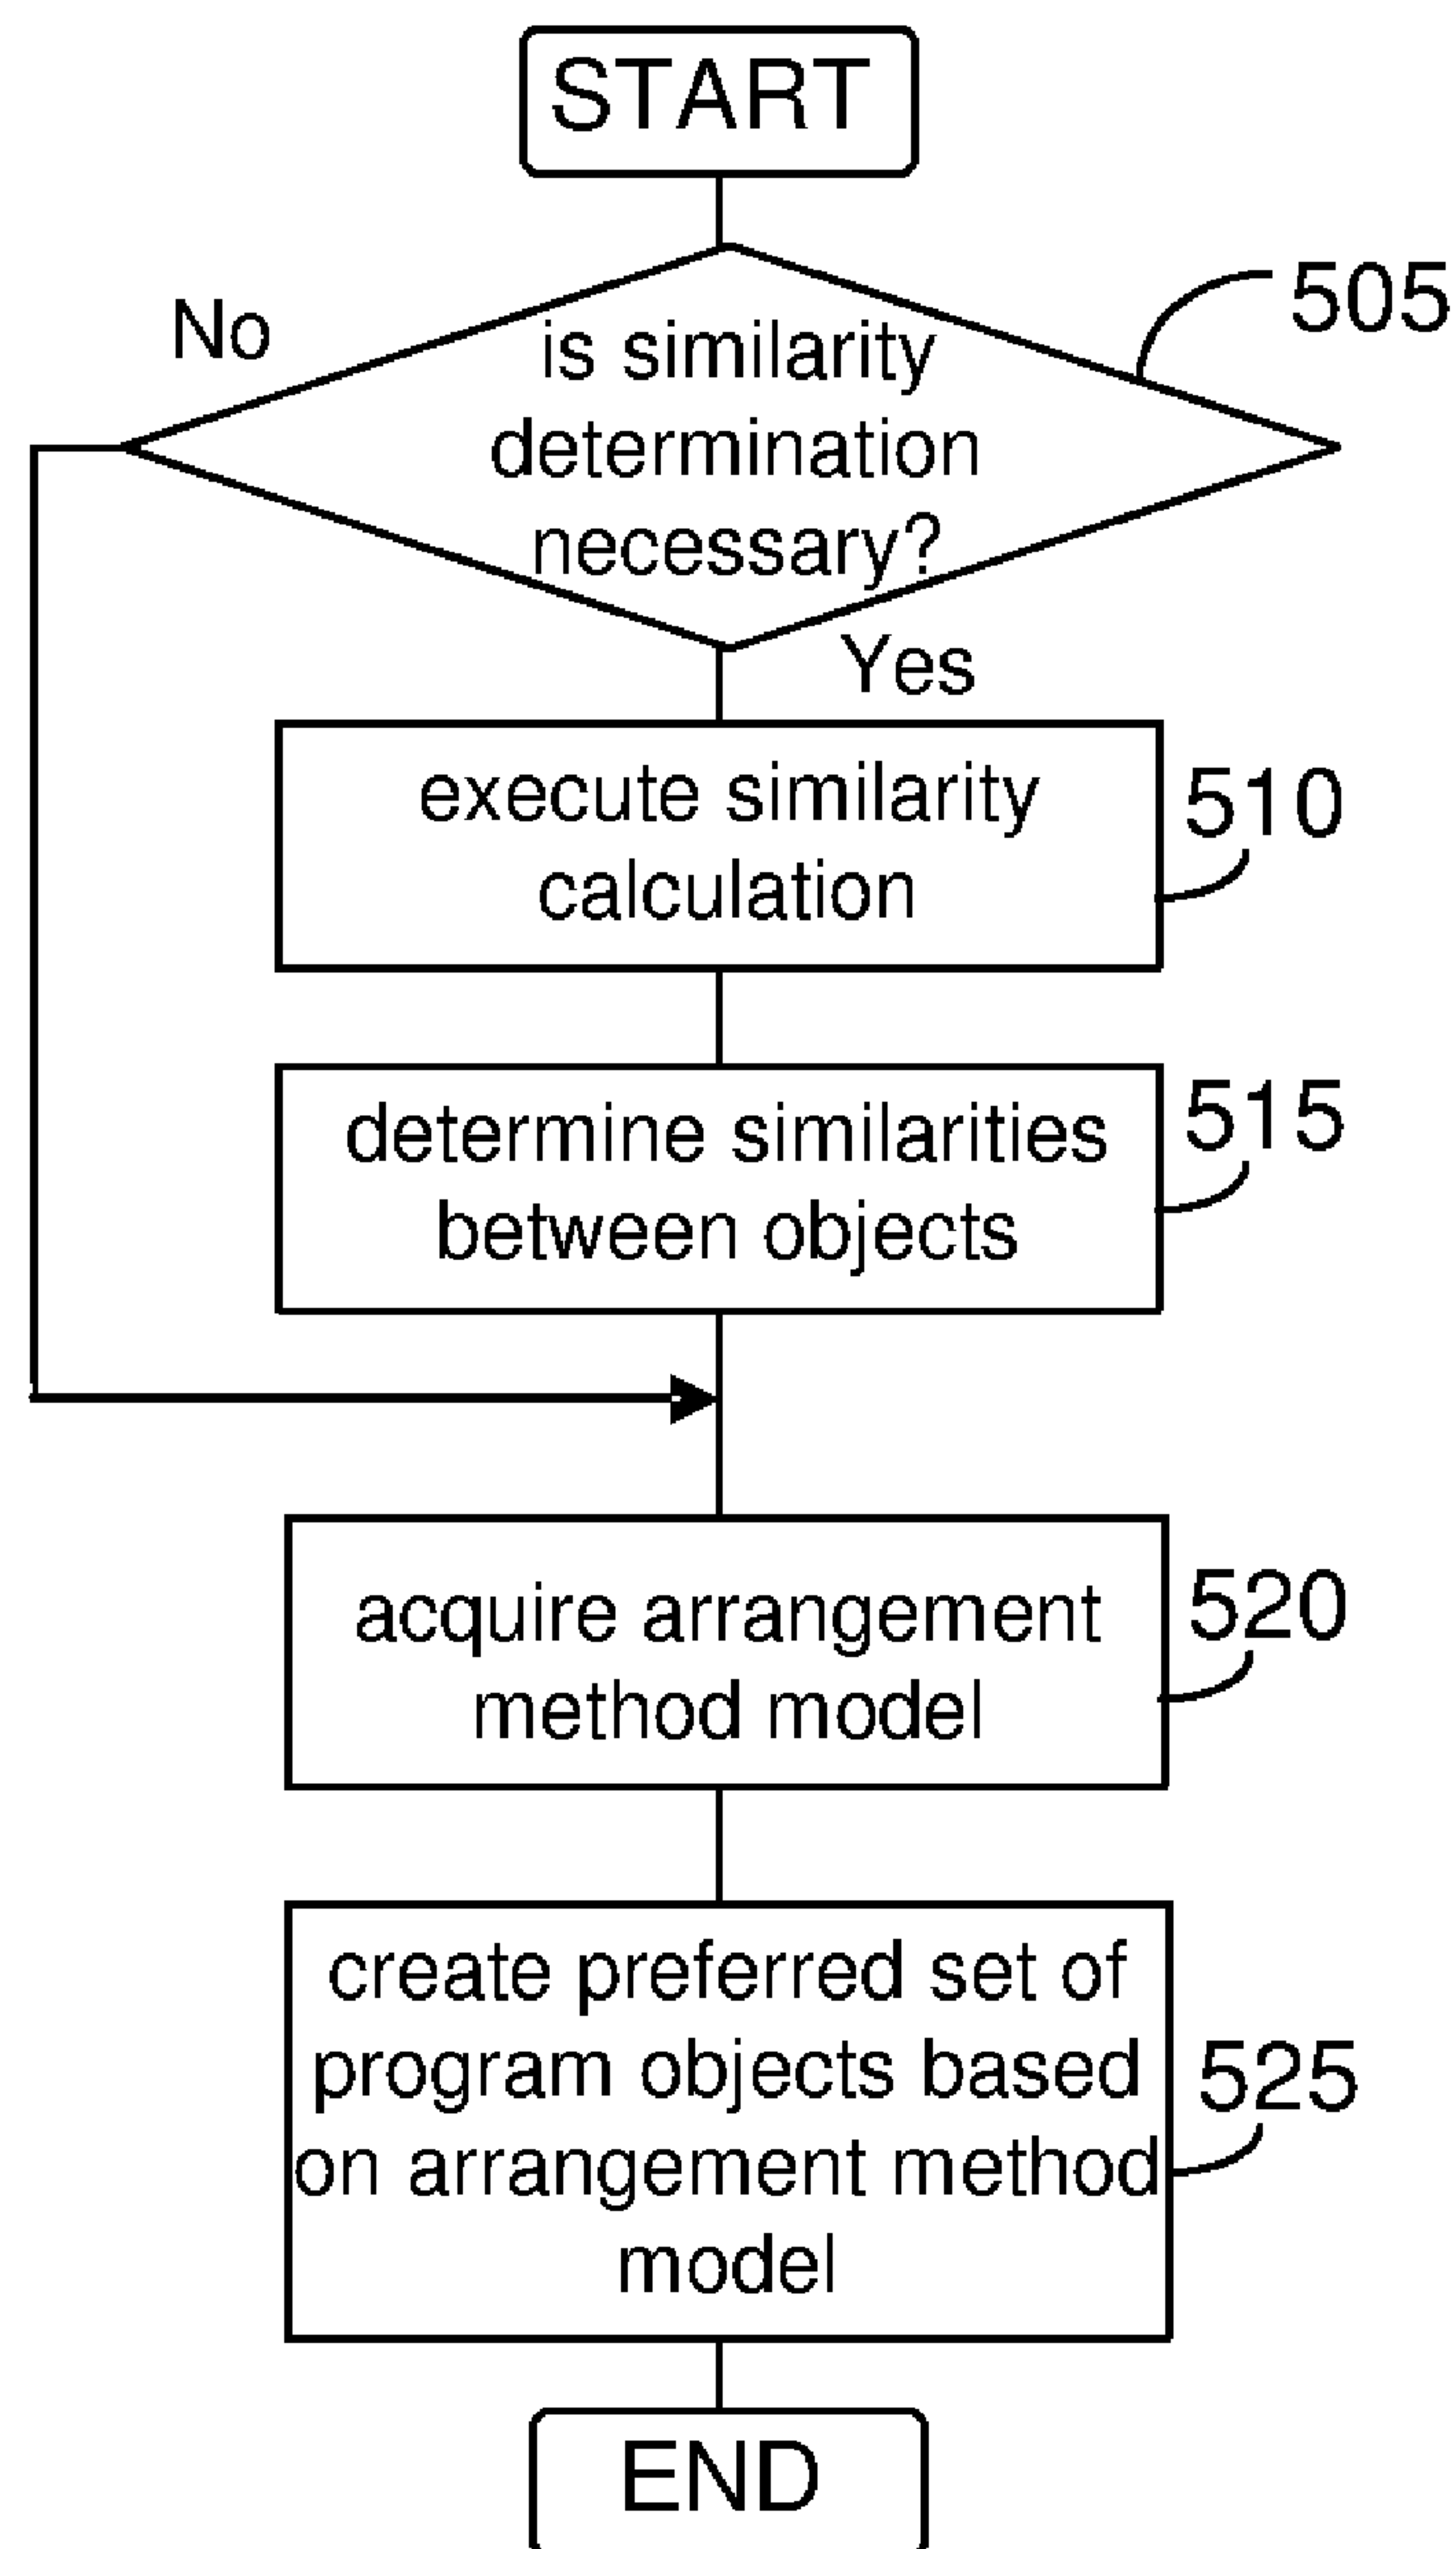 START
No
505
is similarity
determination
necessary?
Yes
execute similarity
calculation
510
determine similarities
between objects
515
acquire arrangement
method model
520
create preferred set of
program objects based
on arrangement method
model
525
END